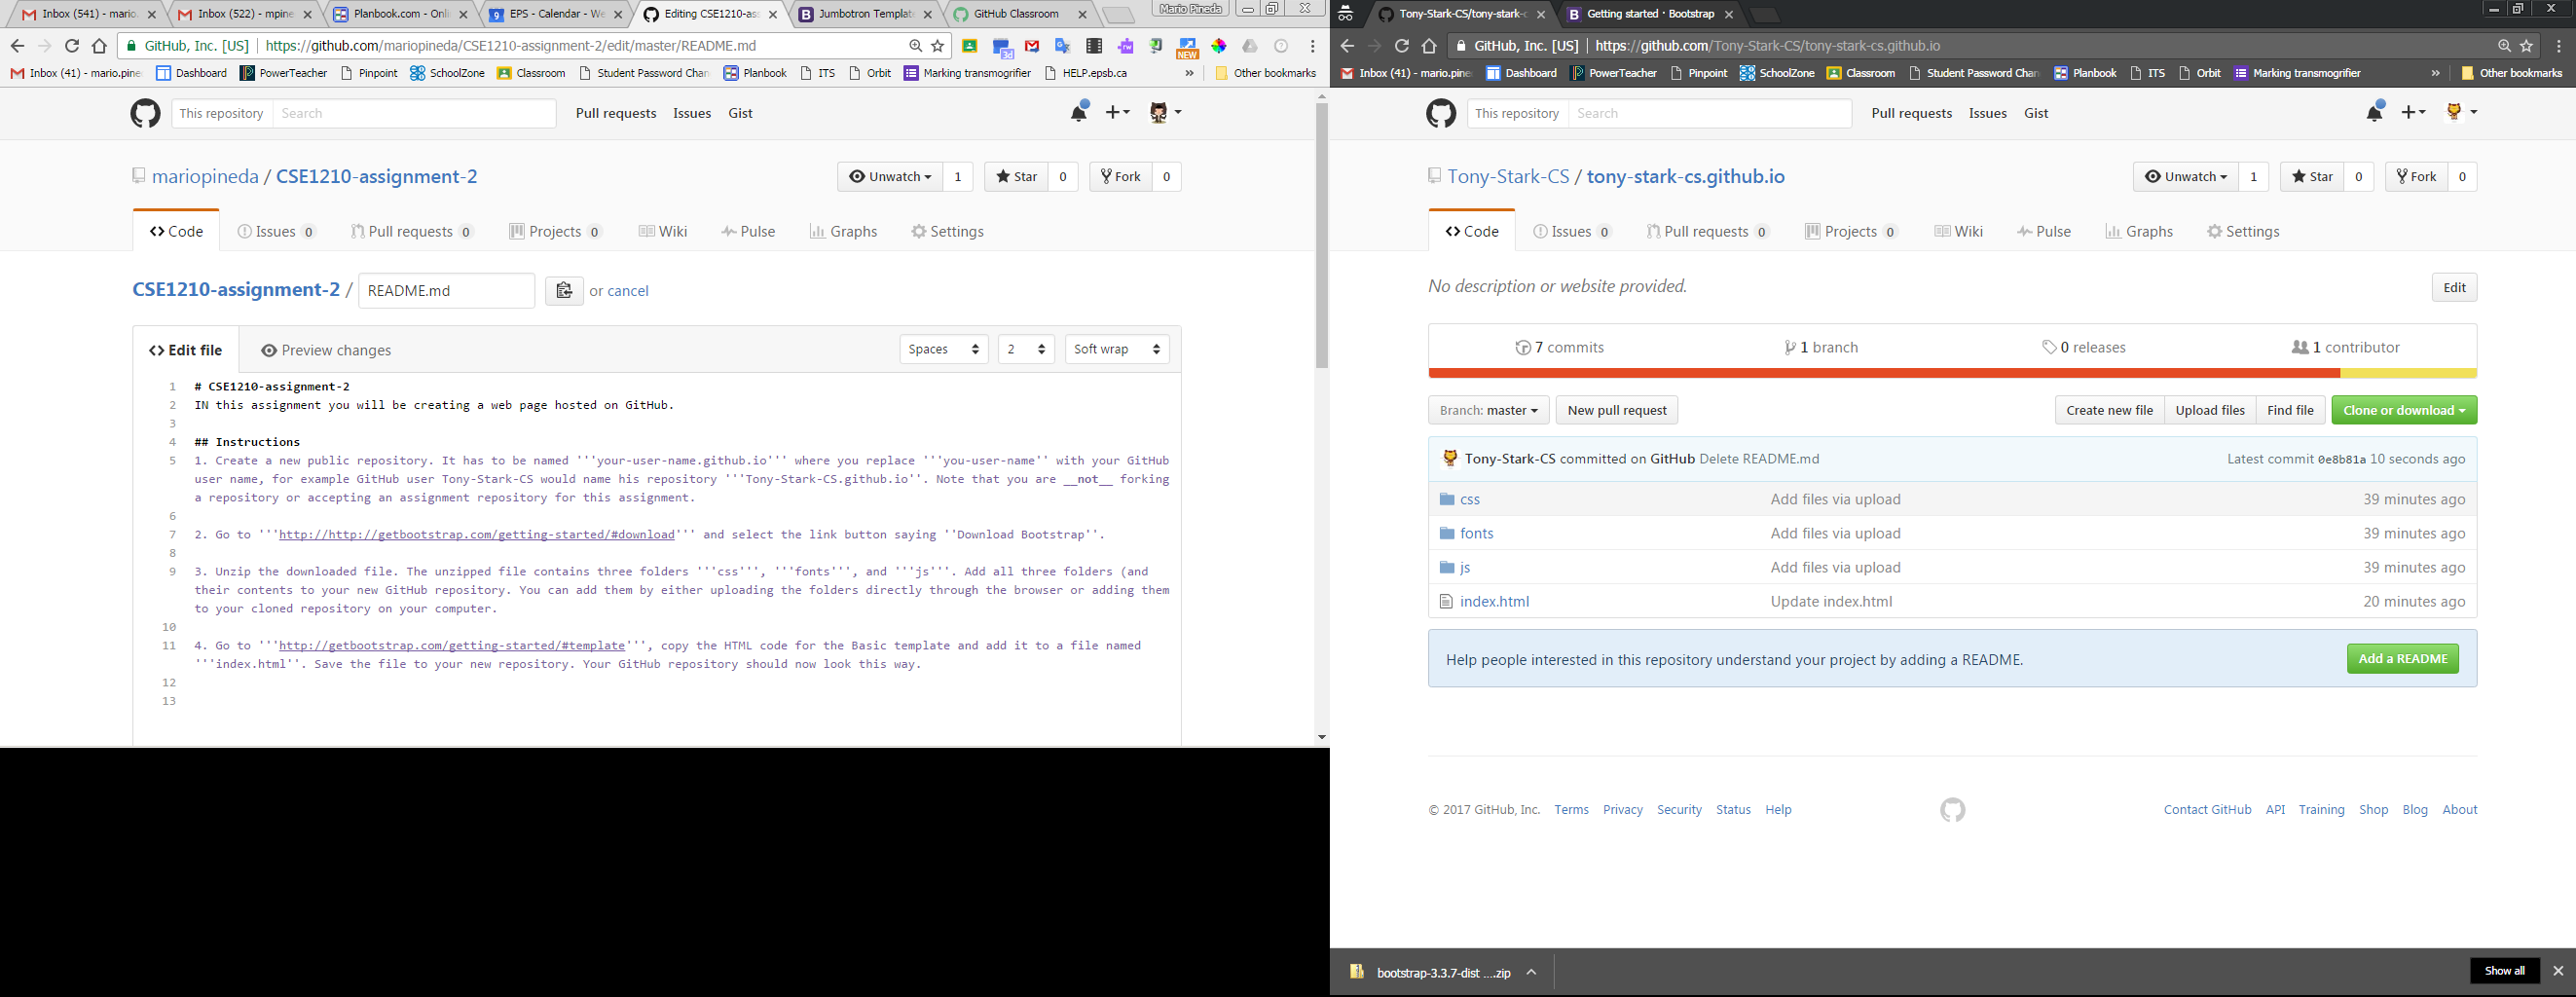 Inbox (541) - mario.
Inbox (522) - mpine
Planbook.com - Onli
EPS - Calendar - We
Editing CSE1210-ass
Jumbotron Template
GitHub Classroom
Mario Pineda
GitHub, Inc. [US] https://github.com/mariopineda/CSE1210-assignment-2/edit/master/README.md
Inbox (41) - mario.pine Dashboard PowerTeacher Pinpoint SchoolZone Classroom Student Password Chan Planbook ITS Orbit Marking transmogrifier HELP.epsb.ca » Other bookmarks
This repository Search Pull requests Issues Gist
mariopineda / CSE1210-assignment-2
Unwatch 1 Star 0 Fork 0
Code Issues 0 Pull requests 0 Projects 0 Wiki Pulse Graphs Settings
CSE1210-assignment-2 / README.md or cancel
Edit file Preview changes Spaces 2 Soft wrap
1 # CSE1210-assignment-2
2 IN this assignment you will be creating a web page hosted on GitHub.
3
4 ## Instructions
5 1. Create a new public repository. It has to be named '''your-user-name.github.io''' where you replace '''you-user-name'' with your GitHub
user name, for example GitHub user Tony-Stark-CS would name his repository '''Tony-Stark-CS.github.io''. Note that you are __not__ forking
a repository or accepting an assignment repository for this assignment.
6
7 2. Go to '''http://http://getbootstrap.com/getting-started/#download''' and select the link button saying ''Download Bootstrap''.
8
9 3. Unzip the downloaded file. The unzipped file contains three folders '''css''', '''fonts''', and '''js'''. Add all three folders (and
their contents to your new GitHub repository. You can add them by either uploading the folders directly through the browser or adding them
to your cloned repository on your computer.
10
11 4. Go to '''http://getbootstrap.com/getting-started/#template''', copy the HTML code for the Basic template and add it to a file named
'''index.html''. Save the file to your new repository. Your GitHub repository should now look this way.
12
13
Tony-Stark-CS/tony-stark-c
Getting started · Bootstrap
GitHub, Inc. [US] https://github.com/Tony-Stark-CS/tony-stark-cs.github.io
Inbox (41) - mario.pine Dashboard PowerTeacher Pinpoint SchoolZone Classroom Student Password Chan Planbook ITS Orbit Marking transmogrifier » Other bookmarks
This repository Search Pull requests Issues Gist
Tony-Stark-CS / tony-stark-cs.github.io
Unwatch 1 Star 0 Fork 0
Code Issues 0 Pull requests 0 Projects 0 Wiki Pulse Graphs Settings
No description or website provided. Edit
7 commits 1 branch 0 releases 1 contributor
Branch: master New pull request Create new file Upload files Find file Clone or download
Tony-Stark-CS committed on GitHub Delete README.md Latest commit 0e8b81a 10 seconds ago
css Add files via upload 39 minutes ago
fonts Add files via upload 39 minutes ago
js Add files via upload 39 minutes ago
index.html Update index.html 20 minutes ago
Help people interested in this repository understand your project by adding a README. Add a README
© 2017 GitHub, Inc. Terms Privacy Security Status Help Contact GitHub API Training Shop Blog About
bootstrap-3.3.7-dist ....zip Show all